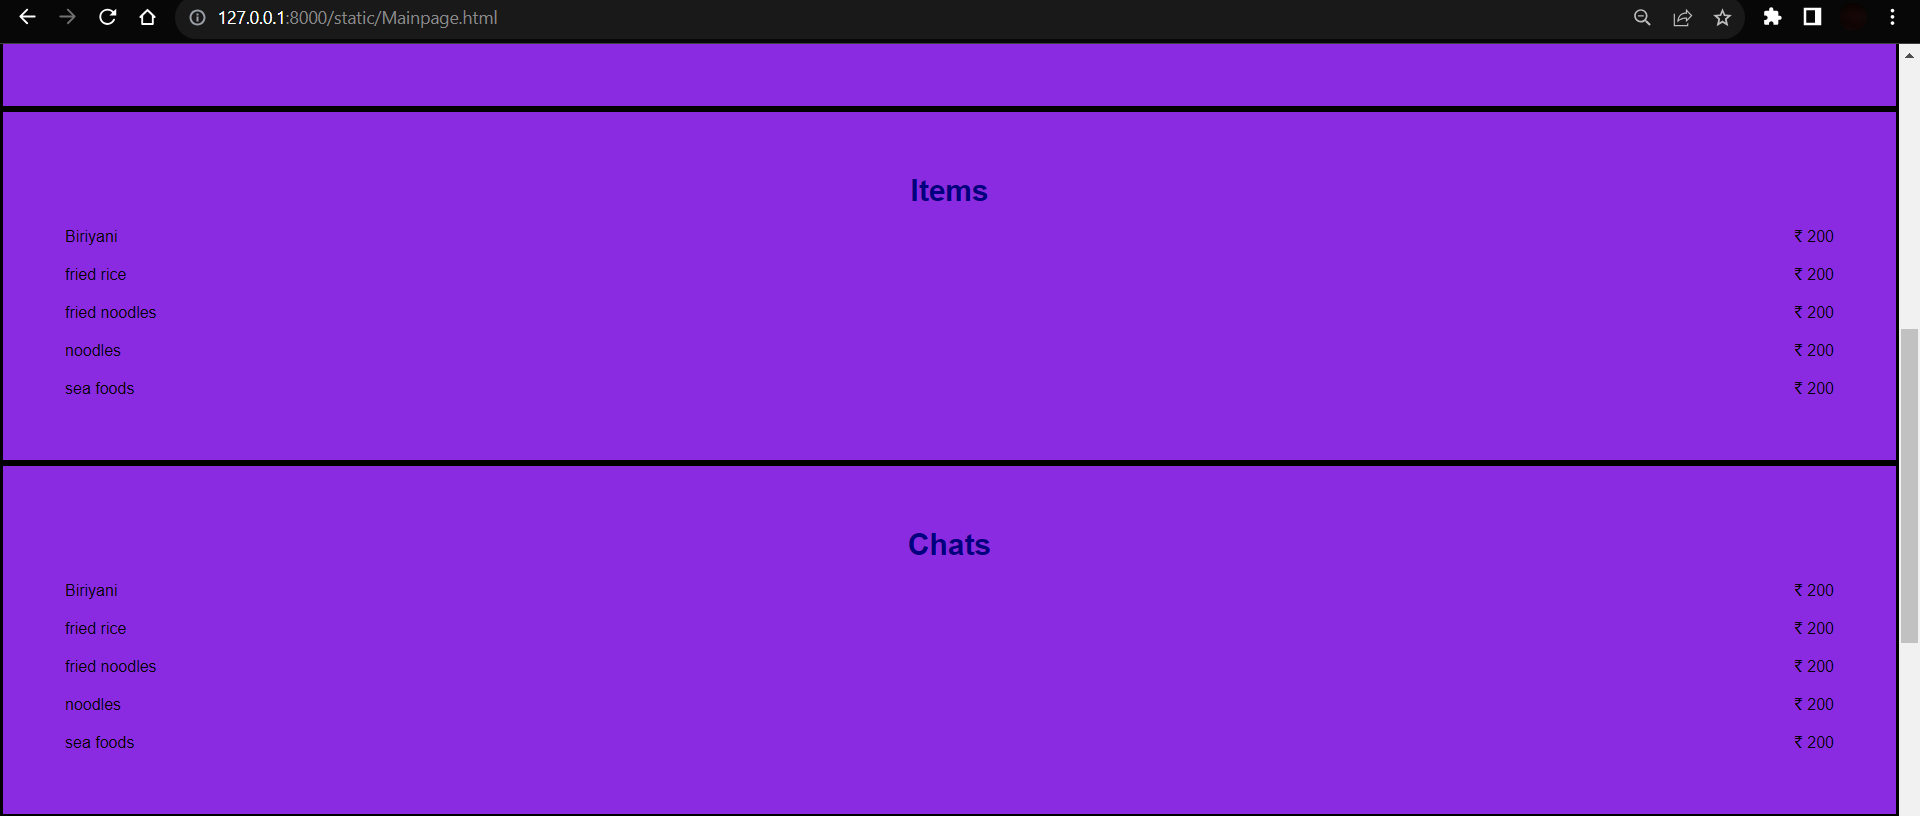 127.0.0.1:8000/static/Mainpage.html
Items
Biriyani ₹ 200
fried rice ₹ 200
fried noodles ₹ 200
noodles ₹ 200
sea foods ₹ 200
Chats
Biriyani ₹ 200
fried rice ₹ 200
fried noodles ₹ 200
noodles ₹ 200
sea foods ₹ 200